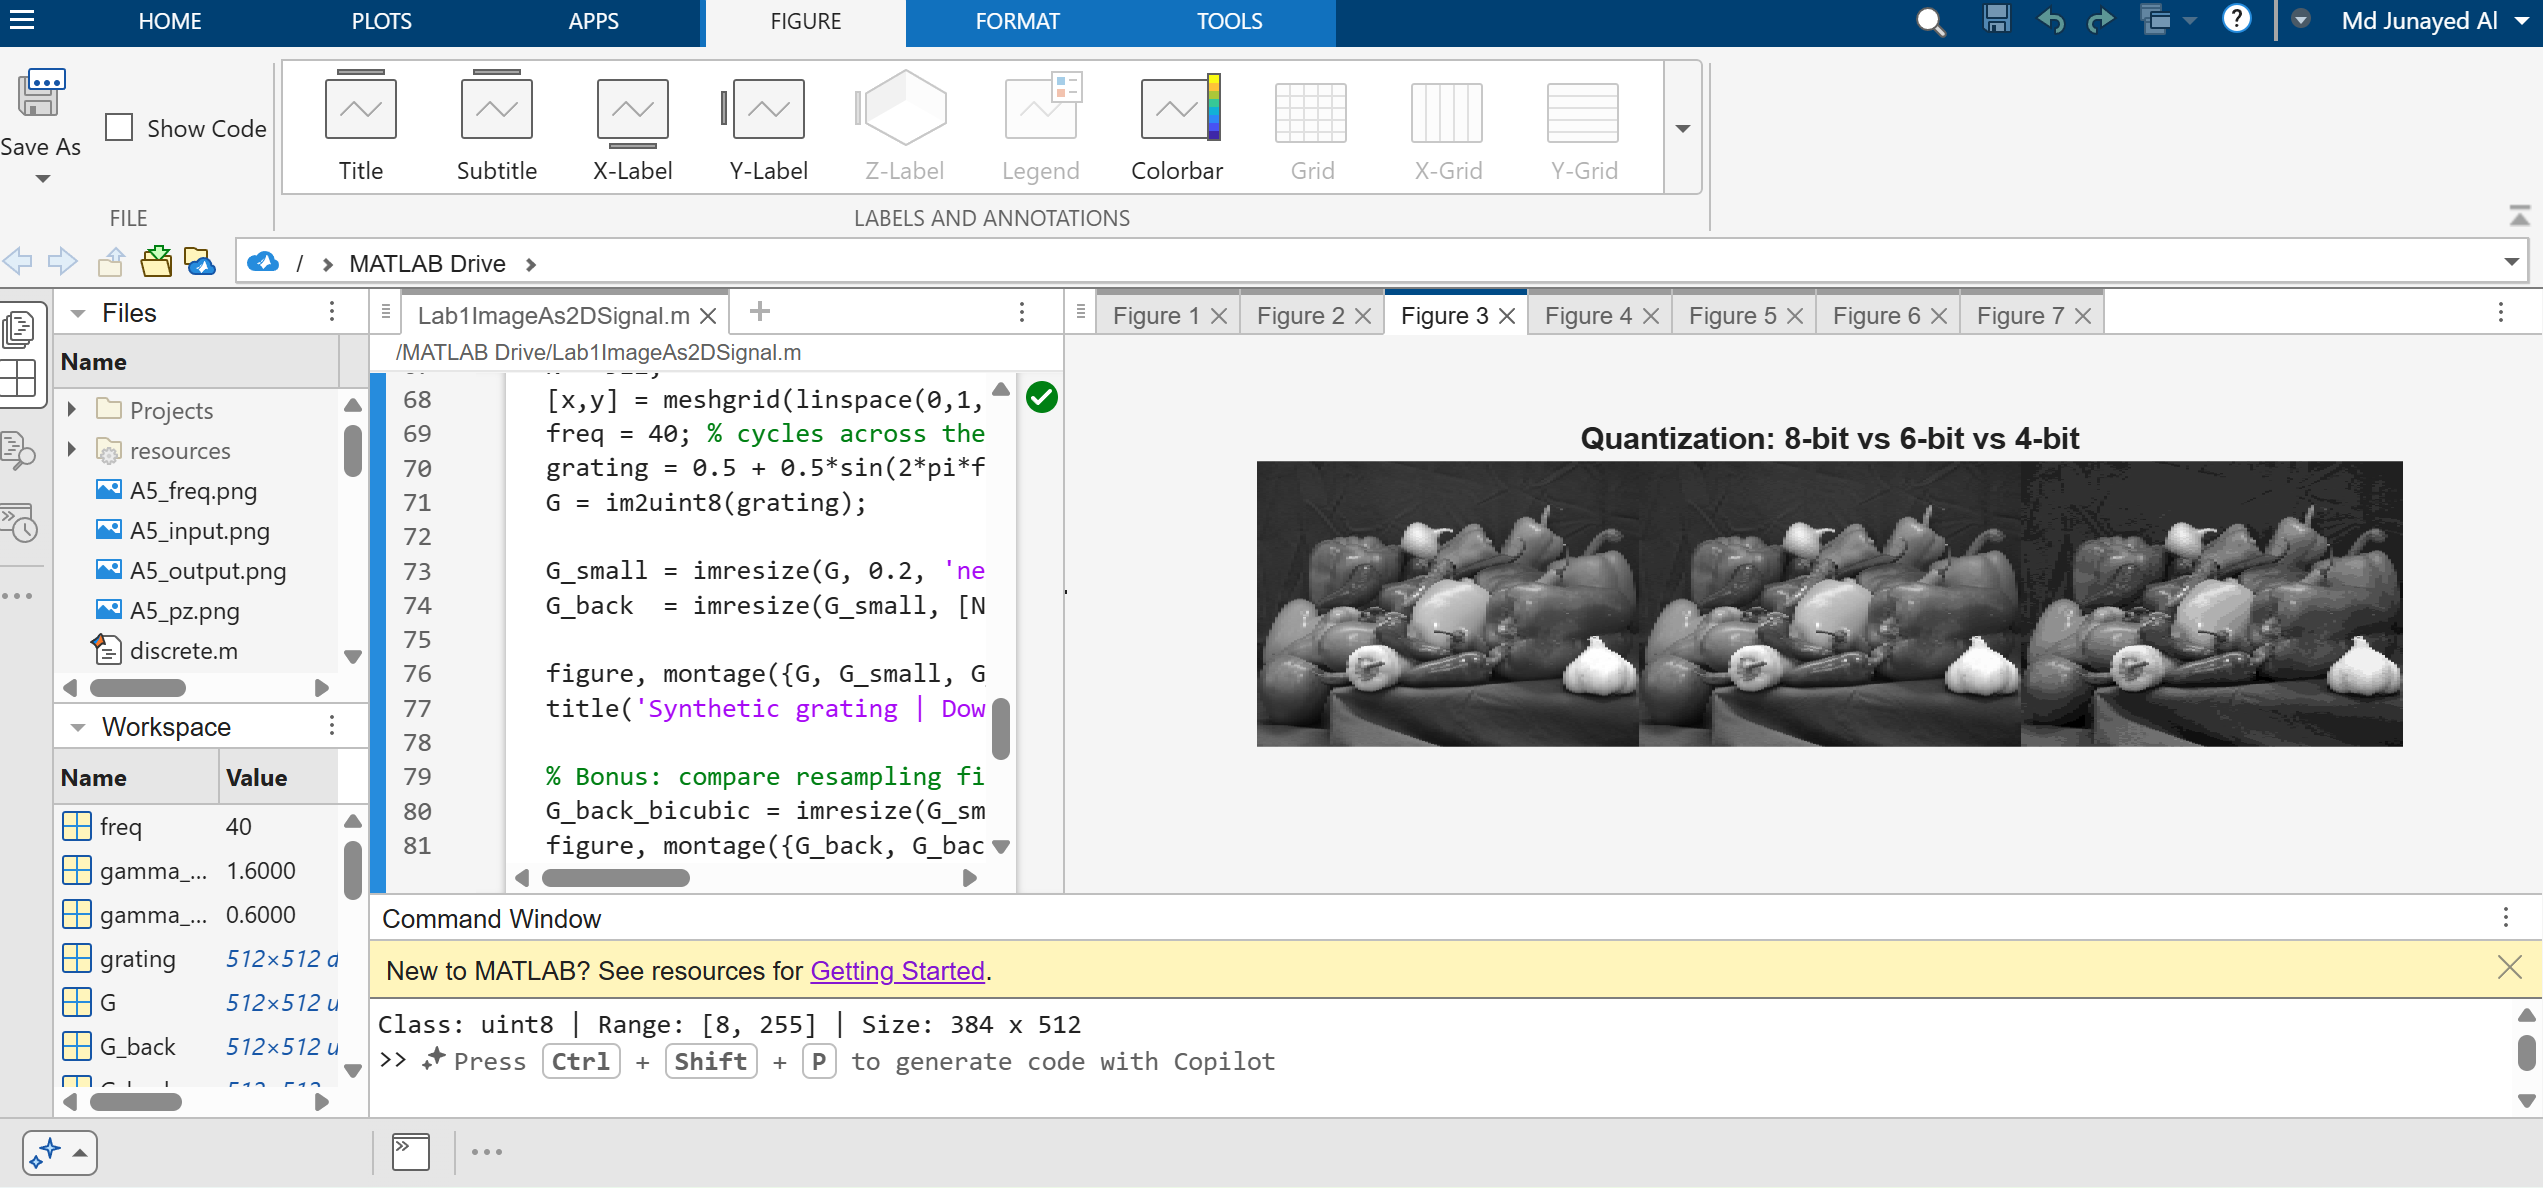 HOME PLOTS APPS FIGURE FORMAT TOOLS Md Junayed Al
Save As
Show Code
Title Subtitle X-Label Y-Label Z-Label Legend Colorbar Grid X-Grid Y-Grid
FILE LABELS AND ANNOTATIONS
/ MATLAB Drive
Files
Name
Projects
resources
A5_freq.png
A5_input.png
A5_output.png
A5_pz.png
discrete.m
Workspace
Name Value
freq 40
gamma_... 1.6000
gamma_... 0.6000
grating 512×512 d
G 512×512 u
G_back 512×512 u
Lab1ImageAs2DSignal.m
/MATLAB Drive/Lab1ImageAs2DSignal.m
68 [x,y] = meshgrid(linspace(0,1,
69 freq = 40; % cycles across the
70 grating = 0.5 + 0.5*sin(2*pi*f
71 G = im2uint8(grating);
72
73 G_small = imresize(G, 0.2, 'ne
74 G_back  = imresize(G_small, [N
75
76 figure, montage({G, G_small, G
77 title('Synthetic grating | Dow
78
79 % Bonus: compare resampling fi
80 G_back_bicubic = imresize(G_sm
81 figure, montage({G_back, G_bac
Figure 1 Figure 2 Figure 3 Figure 4 Figure 5 Figure 6 Figure 7
Quantization: 8-bit vs 6-bit vs 4-bit
Command Window
New to MATLAB? See resources for Getting Started.
Class: uint8 | Range: [8, 255] | Size: 384 x 512
>> Press Ctrl + Shift + P to generate code with Copilot